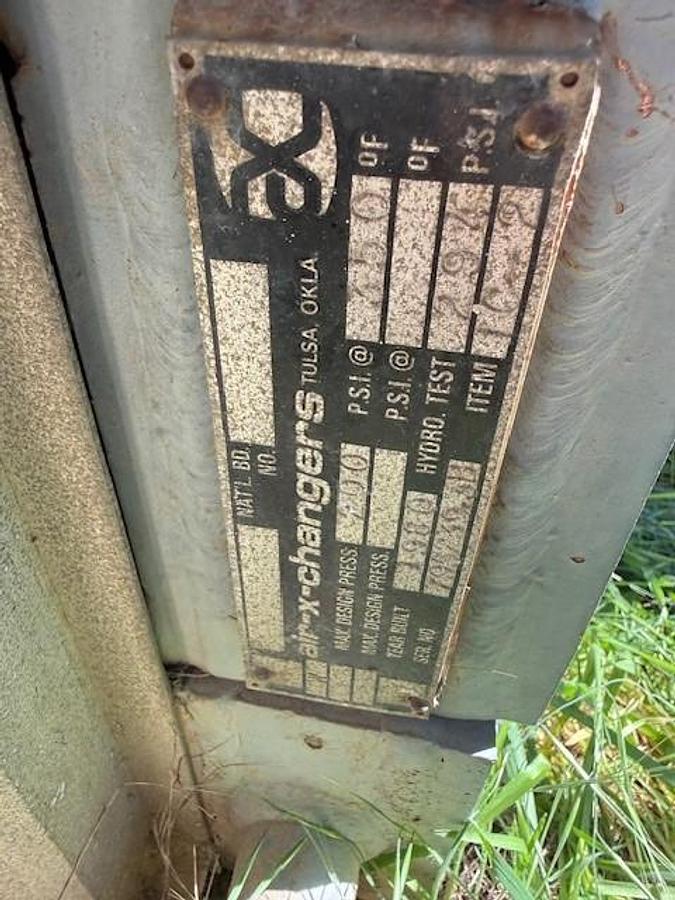 NAT'L. BD.
NO.
air-x-changers TULSA, OKLA.
MAX. DESIGN PRESS. P.S.I. @ °F
MAX. DESIGN PRESS. P.S.I. @ °F
YEAR BUILT 1980 HYDRO. TEST P.S.I.
SER. NO. ITEM